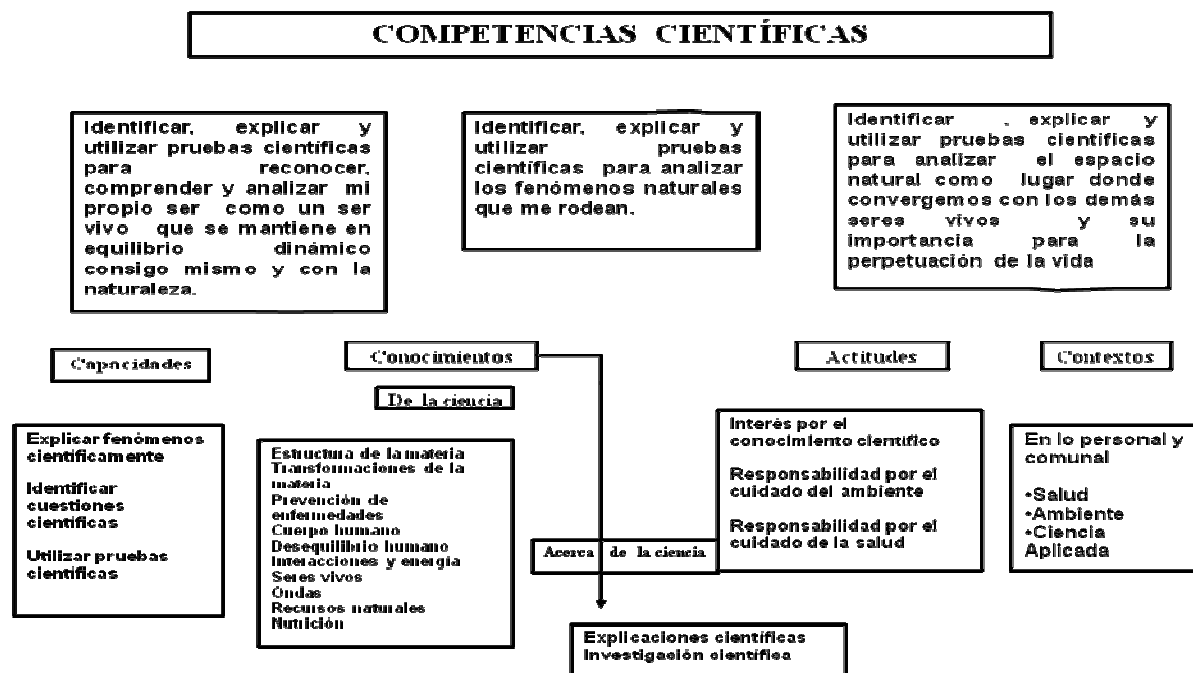 COMPETENCIAS CIENTÍFICAS
Identificar, explicar y
utilizar pruebas científicas
para reconocer,
comprender y analizar mi
propio ser como un ser
vivo que se mantiene en
equilibrio dinámico
consigo mismo y con la
naturaleza.
Identificar, explicar y
utilizar pruebas
científicas para analizar
los fenómenos naturales
que me rodean.
Identificar , explicar y
utilizar pruebas científicas
para analizar el espacio
natural como lugar donde
convergemos con los demás
seres vivos y su
importancia para la
perpetuación de la vida
Capacidades
Explicar fenómenos
científicamente
Identificar
cuestiones
científicas
Utilizar pruebas
científicas
Conocimientos
De la ciencia
Estructura de la materia
Transformaciones de la
materia
Prevención de
enfermedades
Cuerpo humano
Desequilibrio humano
Interacciones y energía
Seres vivos
Ondas
Recursos naturales
Nutrición
Acerca de la ciencia
Explicaciones científicas
Investigación científica
Actitudes
Interés por el
conocimiento científico
Responsabilidad por el
cuidado del ambiente
Responsabilidad por el
cuidado de la salud
Contextos
En lo personal y
comunal
•Salud
•Ambiente
•Ciencia
Aplicada